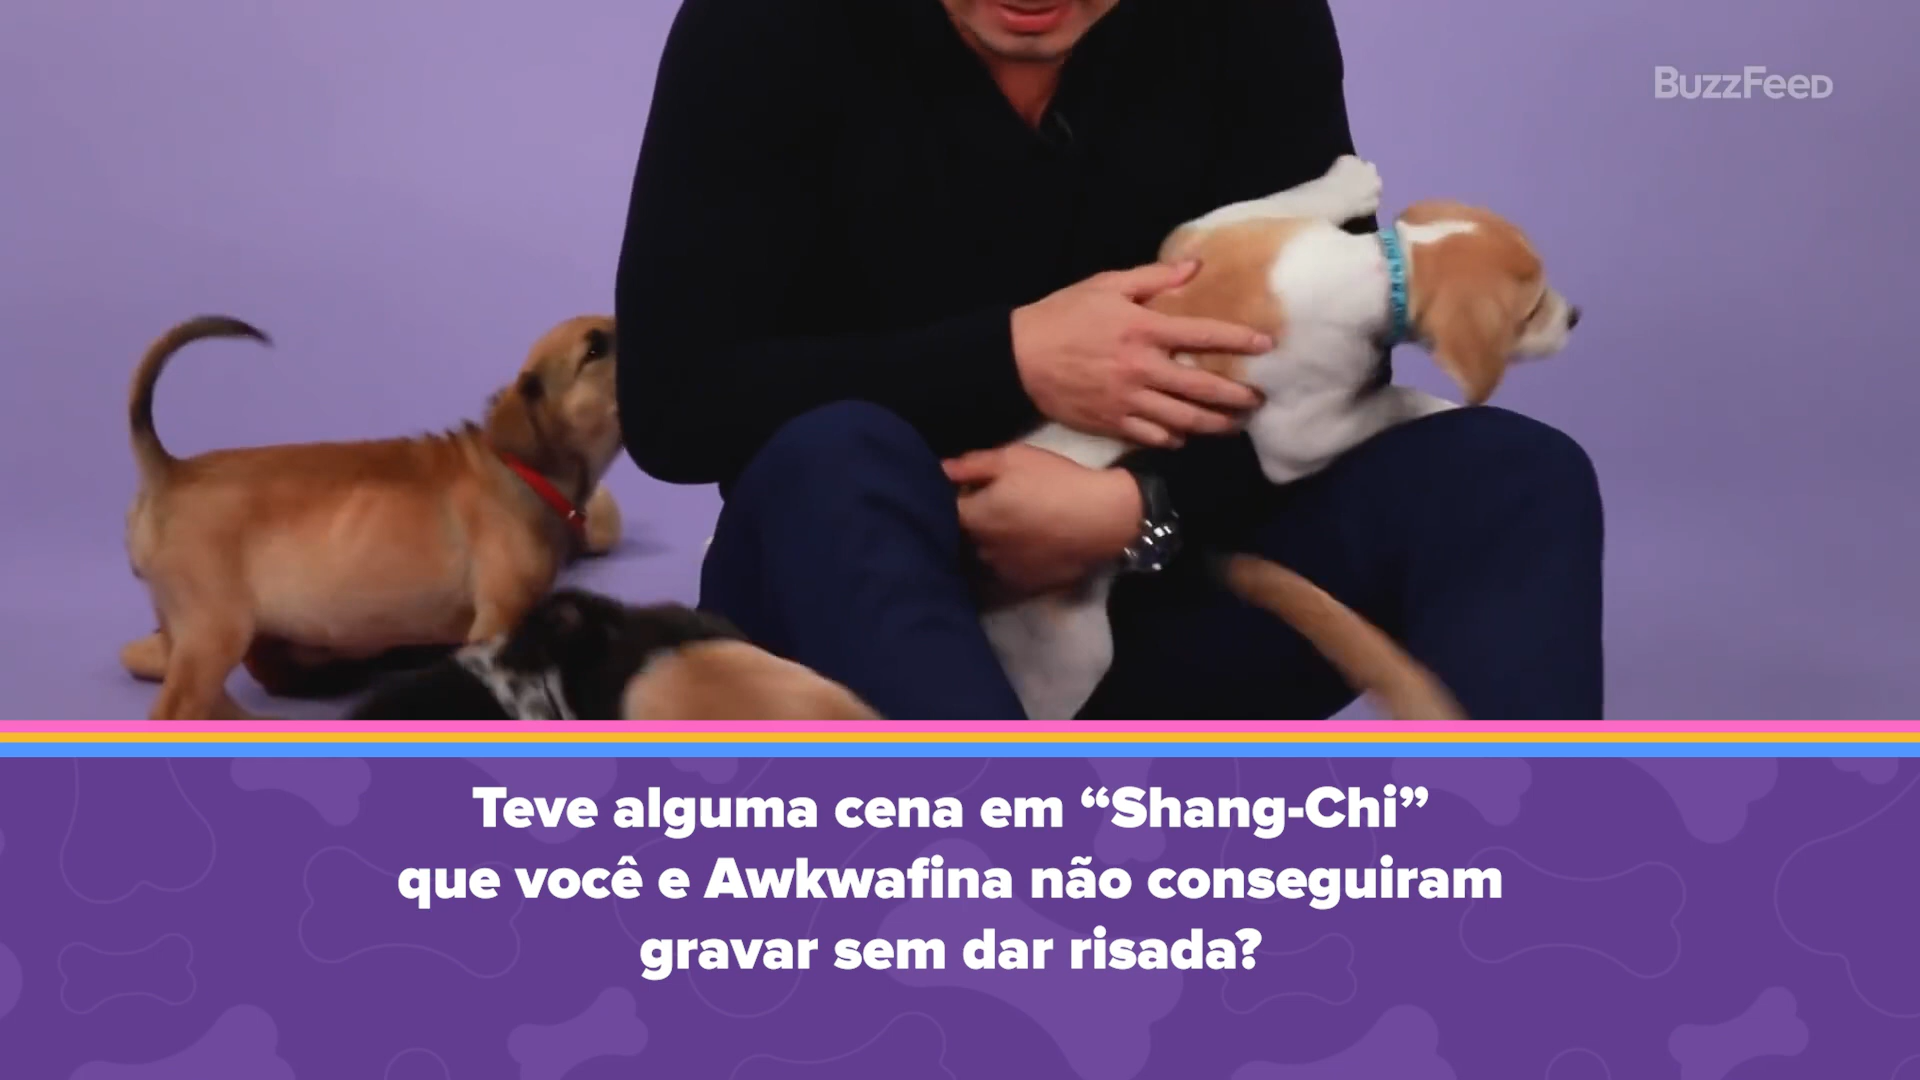 BuzzFeed
Teve alguma cena em “Shang-Chi”
que você e Awkwafina não conseguiram
gravar sem dar risada?